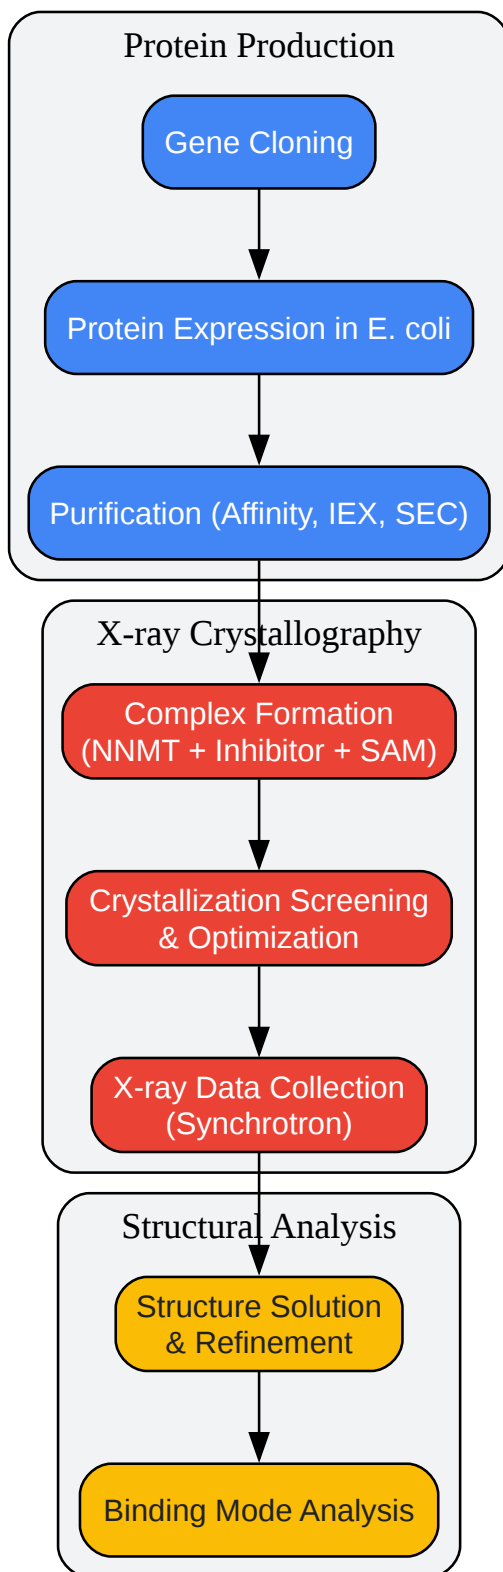 Protein Production
Gene Cloning
Protein Expression in E. coli
Purification (Affinity, IEX, SEC)
X-ray Crystallography
Complex Formation
(NNMT + Inhibitor + SAM)
Crystallization Screening
& Optimization
X-ray Data Collection
(Synchrotron)
Structural Analysis
Structure Solution
& Refinement
Binding Mode Analysis